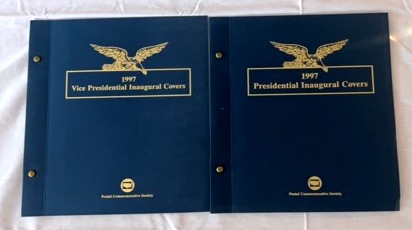 1997
Vice Presidential Inaugural Covers
Postal Commemorative Society
1997
Presidential Inaugural Covers
Postal Commemorative Society